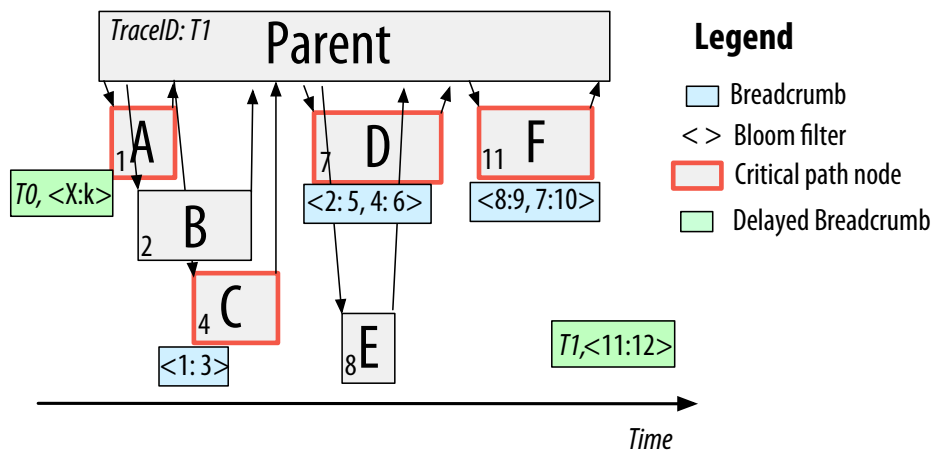 TraceID: T1
Parent
A
1
T0, <X:k>
B
2
C
4
<1: 3>
D
7
<2: 5, 4: 6>
E
8
F
11
<8:9, 7:10>
T1,<11:12>
Time
Legend
Breadcrumb
< > Bloom filter
Critical path node
Delayed Breadcrumb